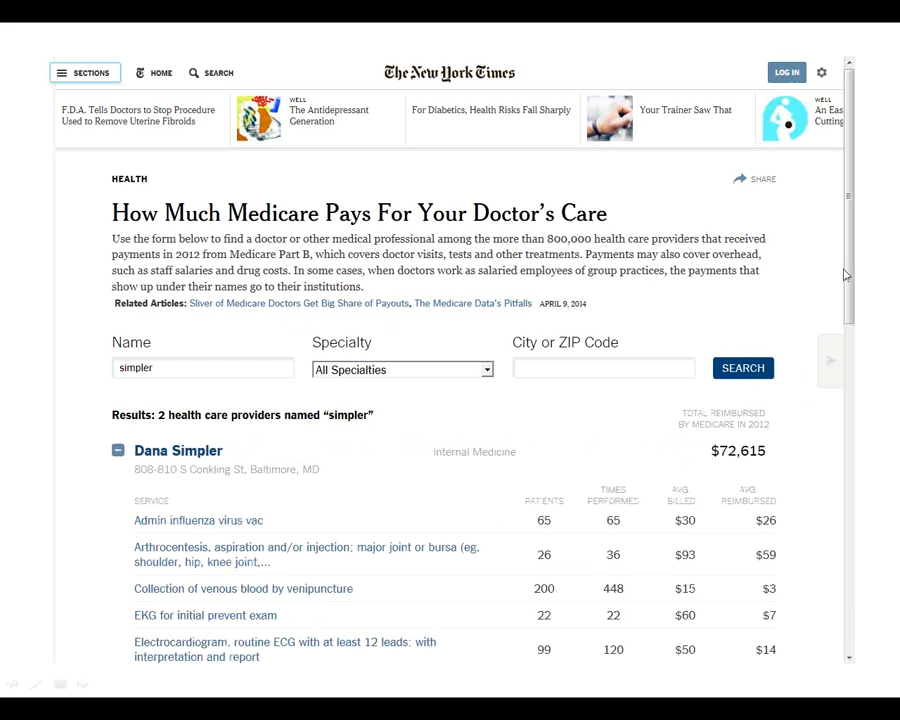 SECTIONS HOME SEARCH The New York Times LOG IN
F.D.A. Tells Doctors to Stop Procedure
Used to Remove Uterine Fibroids
WELL
The Antidepressant
Generation
For Diabetes, Health Risks Fall Sharply
Your Trainer Saw That
WELL
An Eas
Cutting
HEALTH
SHARE
How Much Medicare Pays For Your Doctor's Care
Use the form below to find a doctor or other medical professional among the more than 800,000 health care providers that received
payments in 2012 from Medicare Part B, which covers doctor visits, tests and other treatments. Payments may also cover overhead,
such as staff salaries and drug costs. In some cases, when doctors work as salaried employees of group practices, the payments that
show up under their names go to their institutions.
Related Articles: Sliver of Medicare Doctors Get Big Share of Payouts, The Medicare Data's Pitfalls APRIL 9, 2014
Name Specialty City or ZIP Code
simpler All Specialties SEARCH
Results: 2 health care providers named “simpler”
TOTAL REIMBURSED
BY MEDICARE IN 2012
Dana Simpler Internal Medicine $72,615
808-810 S Conkling St, Baltimore, MD
SERVICE PATIENTS TIMES PERFORMED AVG. BILLED AVG. REIMBURSED
Admin influenza virus vac 65 65 $30 $26
Arthrocentesis, aspiration and/or injection; major joint or bursa (eg,
shoulder, hip, knee joint,... 26 36 $93 $59
Collection of venous blood by venipuncture 200 448 $15 $3
EKG for initial prevent exam 22 22 $60 $7
Electrocardiogram, routine ECG with at least 12 leads; with
interpretation and report 99 120 $50 $14